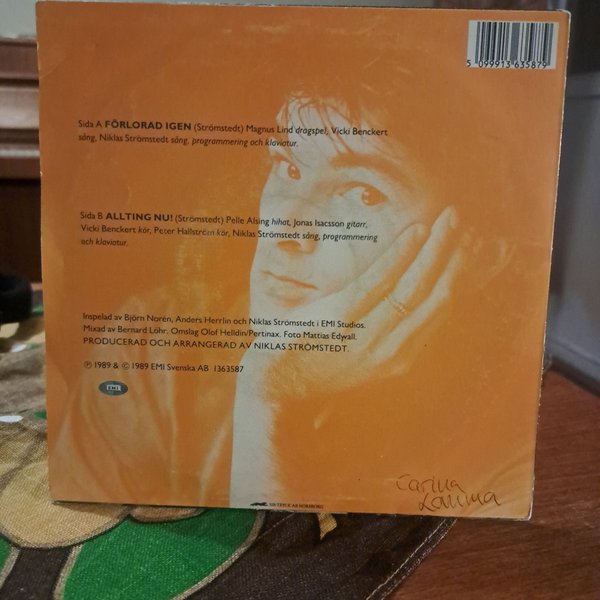 5 099913 635879
Sida A FÖRLORAD IGEN (Strömstedt) Magnus Lind dragspel, Vicki Benckert
sång, Niklas Strömstedt sång, programmering och klaviatur.
Sida B ALLTING NU! (Strömstedt) Pelle Alsing hihat, Jonas Isacsson gitarr,
Vicki Benckert kör, Peter Hallström kör, Niklas Strömstedt sång, programmering
och klaviatur.
Inspelad av Björn Norén, Anders Herrlin och Niklas Strömstedt i EMI Studios.
Mixad av Bernard Löhr. Omslag Olof Helldin/Pertinax. Foto Mattias Edwall.
PRODUCERAD OCH ARRANGERAD AV NIKLAS STRÖMSTEDT.
℗ 1989 & © 1989 EMI Svenska AB 1363587
EMI
Carina